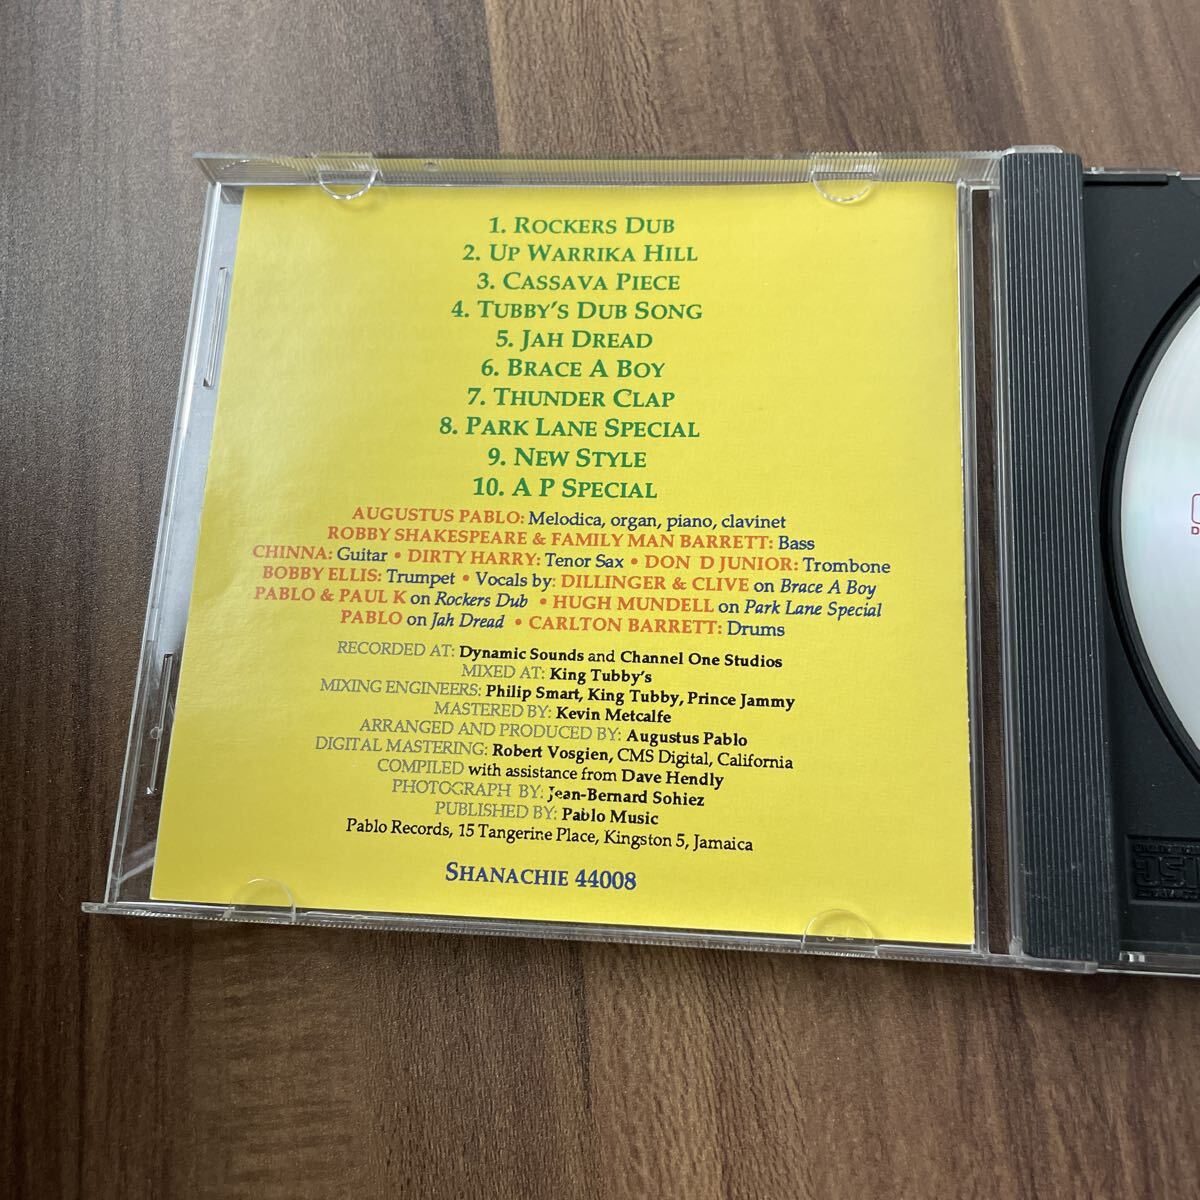 1. ROCKERS DUB
2. UP WARRIKA HILL
3. CASSAVA PIECE
4. TUBBY'S DUB SONG
5. JAH DREAD
6. BRACE A BOY
7. THUNDER CLAP
8. PARK LANE SPECIAL
9. NEW STYLE
10. A P SPECIAL
AUGUSTUS PABLO: Melodica, organ, piano, clavinet
ROBBY SHAKESPEARE & FAMILY MAN BARRETT: Bass
CHINNA: Guitar • DIRTY HARRY: Tenor Sax • DON D JUNIOR: Trombone
BOBBY ELLIS: Trumpet • Vocals by: DILLINGER & CLIVE on Brace A Boy
PABLO & PAUL K on Rockers Dub • HUGH MUNDELL on Park Lane Special
PABLO on Jah Dread • CARLTON BARRETT: Drums
RECORDED AT: Dynamic Sounds and Channel One Studios
MIXED AT: King Tubby's
MIXING ENGINEERS: Philip Smart, King Tubby, Prince Jammy
MASTERED BY: Kevin Metcalfe
ARRANGED AND PRODUCED BY: Augustus Pablo
DIGITAL MASTERING: Robert Vosgien, CMS Digital, California
COMPILED with assistance from Dave Hendly
PHOTOGRAPH BY: Jean-Bernard Sohiez
PUBLISHED BY: Pablo Music
Pablo Records, 15 Tangerine Place, Kingston 5, Jamaica
SHANACHIE 44008